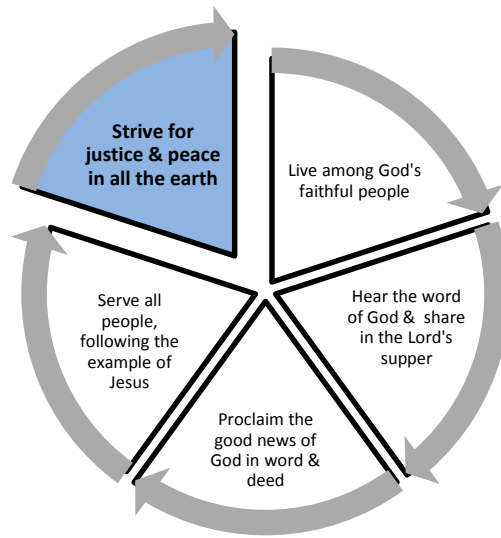 Strive for
justice & peace
in all the earth
Live among God's
faithful people
Hear the word
of God &  share
in the Lord's
supper
Proclaim the
good news of
God in word &
deed
Serve all
people,
following the
example of
Jesus